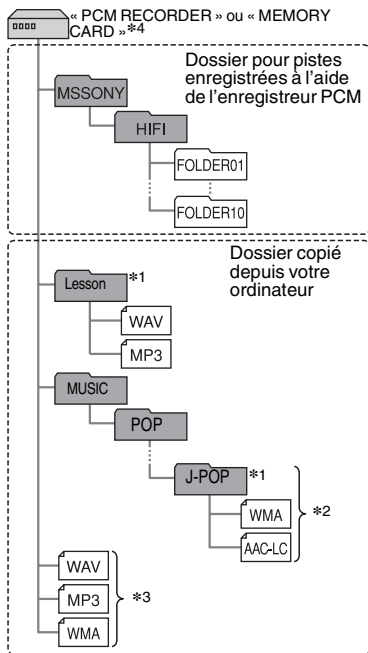 « PCM RECORDER » ou « MEMORY
CARD »*4
Dossier pour pistes
enregistrées à l'aide
de l'enregistreur PCM
MSSONY
HIFI
FOLDER01
FOLDER10
Dossier copié
depuis votre
ordinateur
Lesson *1
WAV
MP3
MUSIC
POP
J-POP *1
WMA
*2
AAC-LC
WAV
MP3 *3
WMA